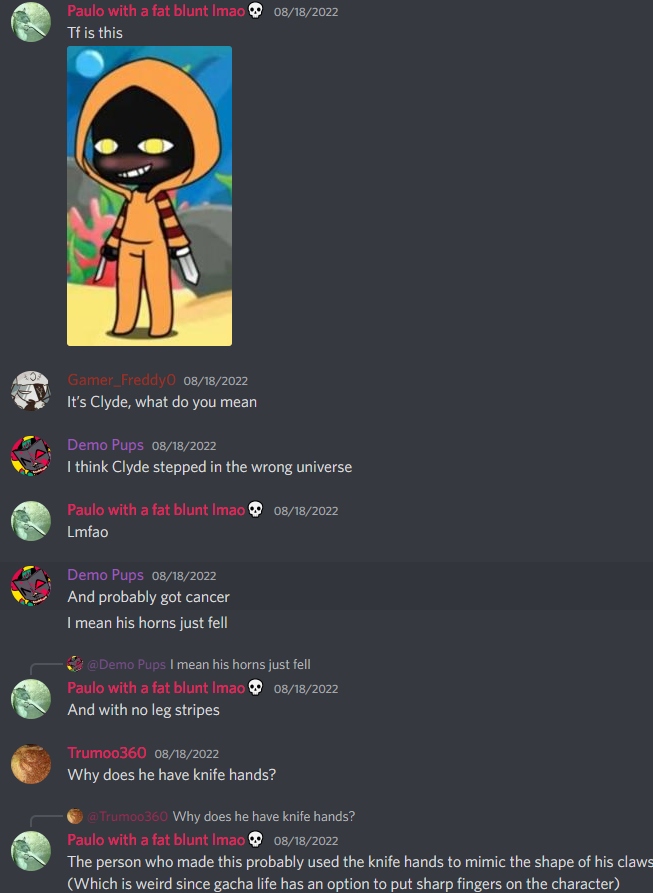 Paulo with a fat blunt lmao💀 08/18/2022
Tf is this
Gamer_Freddy0 08/18/2022
It's Clyde, what do you mean
Demo Pups 08/18/2022
I think Clyde stepped in the wrong universe
Paulo with a fat blunt lmao💀 08/18/2022
Lmfao
Demo Pups 08/18/2022
And probably got cancer
I mean his horns just fell
@Demo Pups I mean his horns just fell
Paulo with a fat blunt lmao💀 08/18/2022
And with no leg stripes
Trumoo360 08/18/2022
Why does he have knife hands?
@Trumoo360 Why does he have knife hands?
Paulo with a fat blunt lmao💀 08/18/2022
The person who made this probably used the knife hands to mimic the shape of his claws
(Which is weird since gacha life has an option to put sharp fingers on the character)